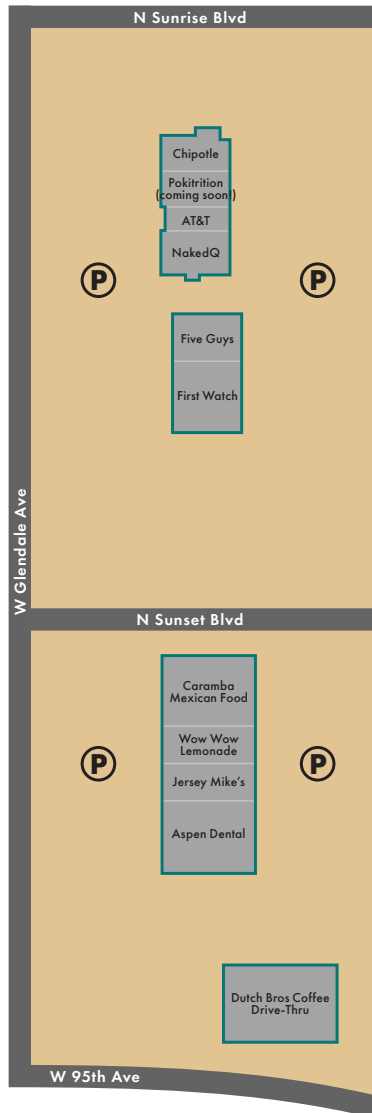 N Sunrise Blvd
Chipotle
Pokitrition
(coming soon!)
AT&T
NakedQ
P
P
Five Guys
First Watch
W Glendale Ave
N Sunset Blvd
Caramba
Mexican Food
Wow Wow
Lemonade
P
P
Jersey Mike's
Aspen Dental
Dutch Bros Coffee
Drive-Thru
W 95th Ave